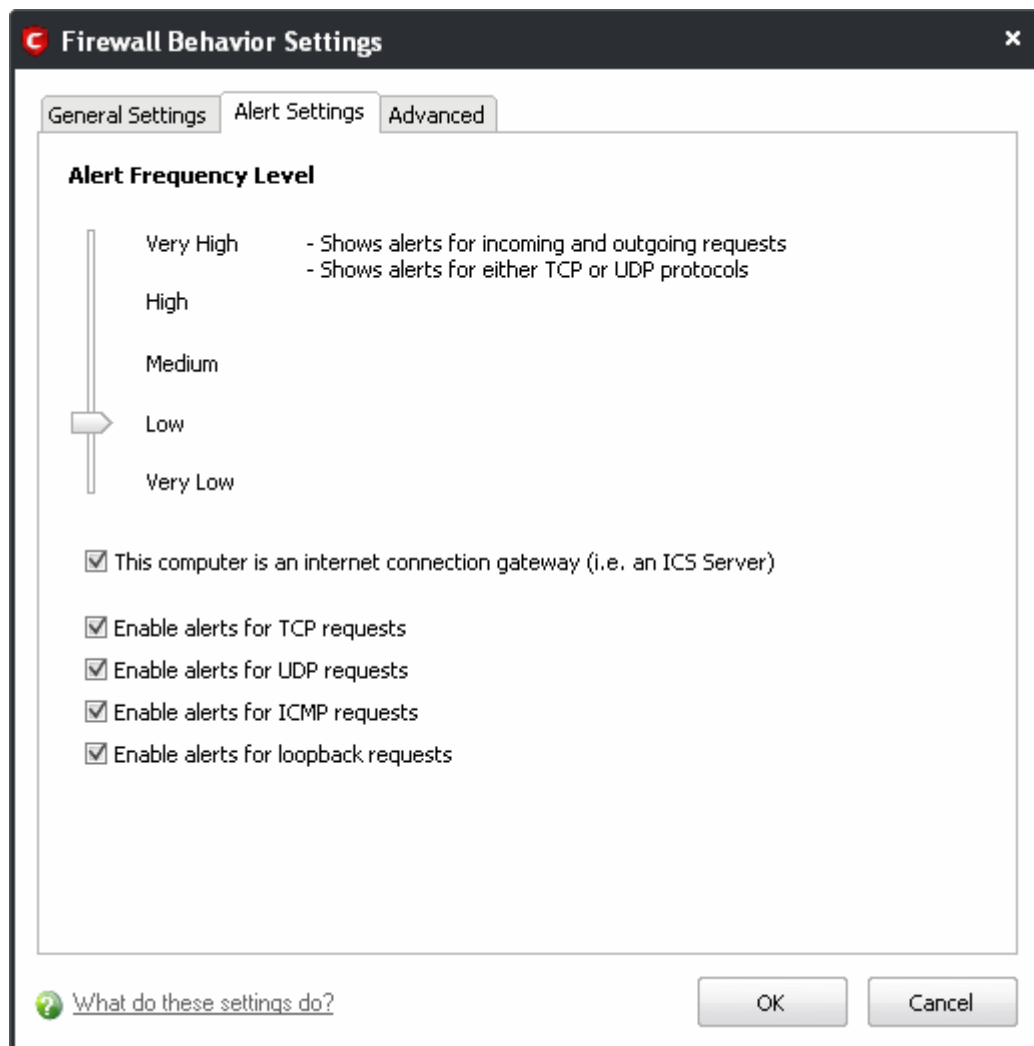 Firewall Behavior Settings
General Settings
Alert Settings
Advanced
Alert Frequency Level
Very High
- Shows alerts for incoming and outgoing requests
- Shows alerts for either TCP or UDP protocols
High
Medium
Low
Very Low
This computer is an internet connection gateway (i.e. an ICS Server)
Enable alerts for TCP requests
Enable alerts for UDP requests
Enable alerts for ICMP requests
Enable alerts for loopback requests
What do these settings do?
OK
Cancel